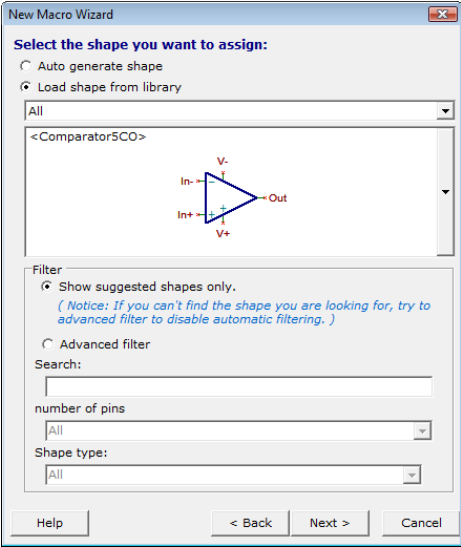 New Macro Wizard
Select the shape you want to assign:
Auto generate shape
Load shape from library
All
<Comparator5CO>
V-
In-
Out
In+
V+
Filter
Show suggested shapes only.
( Notice: If you can't find the shape you are looking for, try to
advanced filter to disable automatic filtering. )
Advanced filter
Search:
number of pins
All
Shape type:
All
Help
< Back
Next >
Cancel